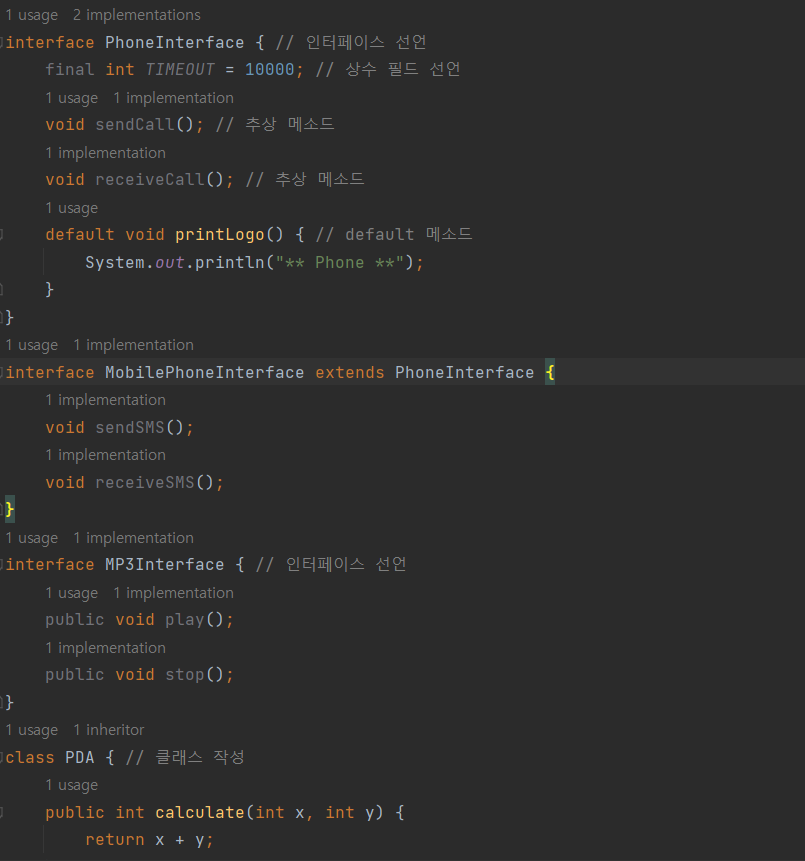 1 usage   2 implementations
interface PhoneInterface { // 인터페이스 선언
    final int TIMEOUT = 10000; // 상수 필드 선언
    1 usage   1 implementation
    void sendCall(); // 추상 메소드
    1 implementation
    void receiveCall(); // 추상 메소드
    1 usage
    default void printLogo() { // default 메소드
        System.out.println("** Phone **");
    }
}
1 usage   1 implementation
interface MobilePhoneInterface extends PhoneInterface {
    1 implementation
    void sendSMS();
    1 implementation
    void receiveSMS();
}
1 usage   1 implementation
interface MP3Interface { // 인터페이스 선언
    1 usage   1 implementation
    public void play();
    1 implementation
    public void stop();
}
1 usage   1 inheritor
class PDA { // 클래스 작성
    1 usage
    public int calculate(int x, int y) {
        return x + y;